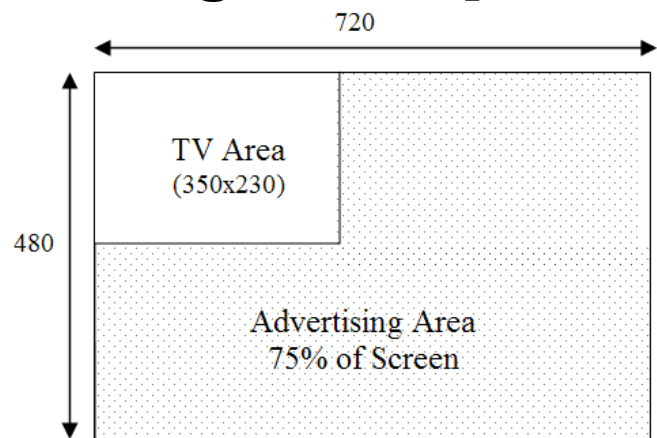 720
TV Area
(350x230)
480
Advertising Area
75% of Screen